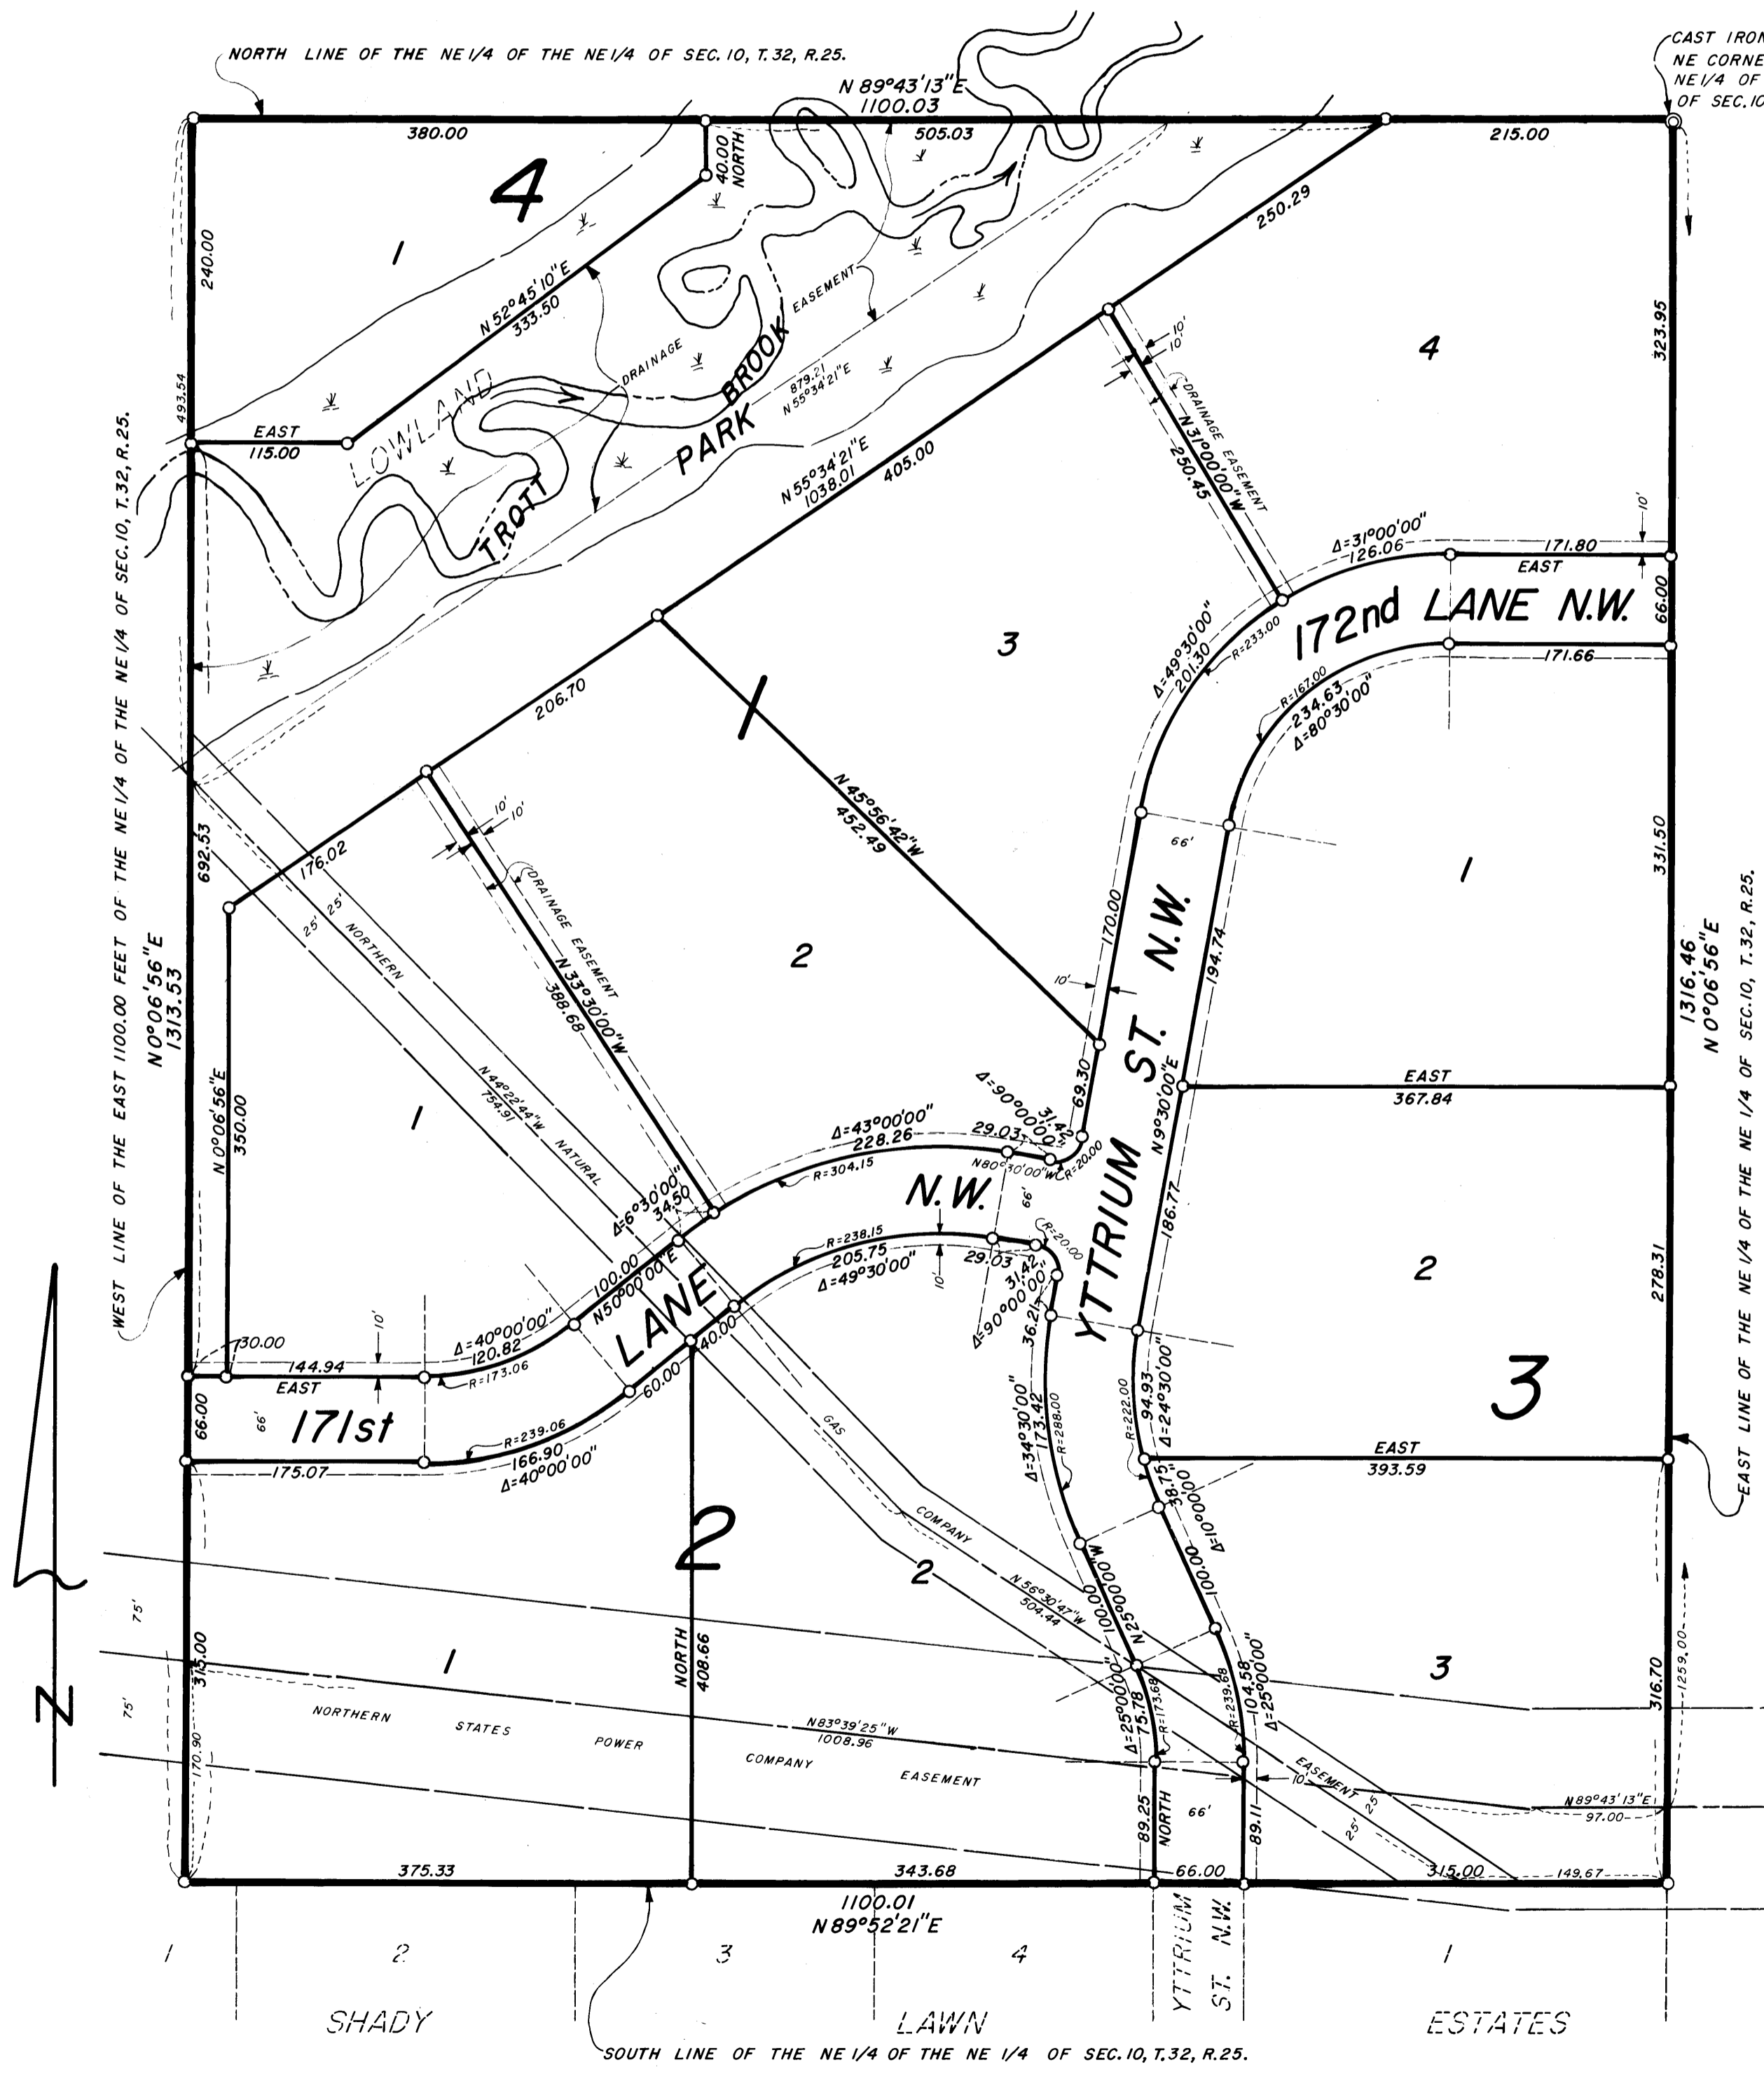 NORTH LINE OF THE NE 1/4 OF THE NE 1/4 OF SEC. 10, T. 32, R. 25.
CAST IRON
NE CORNE
NE 1/4 OF
OF SEC. 10
N 89°43'13"E
1100.03
380.00
505.03
215.00
40.00
NORTH
4
1
240.00
250.29
N 52°45'10"E
333.50
EASEMENT
DRAINAGE
BROOK
323.95
4
10'
10'
493.54
879.21
N 55°34'21"E
LOWLAND
PARK
EAST
115.00
N 55°34'21"E
1038.01
405.00
DRAINAGE EASEMENT
N 31°00'00"W
250.45
TROTT
10'
Δ=31°00'00"
126.06
171.80
EAST
66.00
172nd LANE N.W.
R=233.00
Δ=49°30'00"
201.30
171.66
R=167.00
234.63
Δ=80°30'00"
3
206.70
1
WEST LINE OF THE EAST 1100.00 FEET OF THE NE 1/4 OF THE NE 1/4 OF SEC. 10, T. 32, R. 25.
N 0°06'56"E
1313.53
692.53
176.02
10'
10'
N 45°56'42"W
452.49
66'
1
331.50
25'
25'
NORTHERN
DRAINAGE EASEMENT
N 33°30'00"W
388.68
2
170.00
194.74
10'
YTTRIUM ST. N.W.
N 9°30'00"E
1316.46
N 0°06'56"E
EAST LINE OF THE NE 1/4 OF THE NE 1/4 OF SEC. 10, T. 32, R. 25.
N 0°06'56"E
350.00
1
N 44°22'44"W
754.91
NATURAL
69.30
EAST
367.84
Δ=43°00'00"
228.26
R=304.15
29.03
Δ=90°00'00"
31.42
R=20.00
N 80°30'00"W
66'
Δ=6°30'00"
34.50
N.W.
186.77
R=238.15
205.75
Δ=49°30'00"
10'
29.03
R=20.00
31.42
Δ=90°00'00"
36.21
2
278.31
100.00
N 50°00'00"E
LANE
40.00
60.00
Δ=40°00'00"
120.82
R=173.06
10'
30.00
144.94
EAST
66.00
66'
171st
175.07
R=239.06
166.90
Δ=40°00'00"
GAS
Δ=34°30'00"
173.42
R=288.00
R=222.00
94.93
Δ=24°30'00"
3
EAST
393.59
38.75
Δ=10°00'00"
2
COMPANY
2
N 56°30'47"W
504.44
100.00
N 25°00'00"W
100.00
75'
75'
315.00
170.90
1
NORTH
408.66
3
316.70
1259.00
NORTHERN STATES POWER COMPANY EASEMENT
N 83°39'25"W
1008.96
Δ=25°00'00"
75.78
R=173.68
R=239.68
104.58
Δ=25°00'00"
EASEMENT
10'
25'
25'
N 89°43'13"E
97.00
89.25
NORTH
66'
89.11
375.33
343.68
66.00
315.00
149.67
1100.01
N 89°52'21"E
1
2
3
4
YTTRIUM
ST. N.W.
1
SHADY LAWN ESTATES
SOUTH LINE OF THE NE 1/4 OF THE NE 1/4 OF SEC. 10, T. 32, R. 25.
N